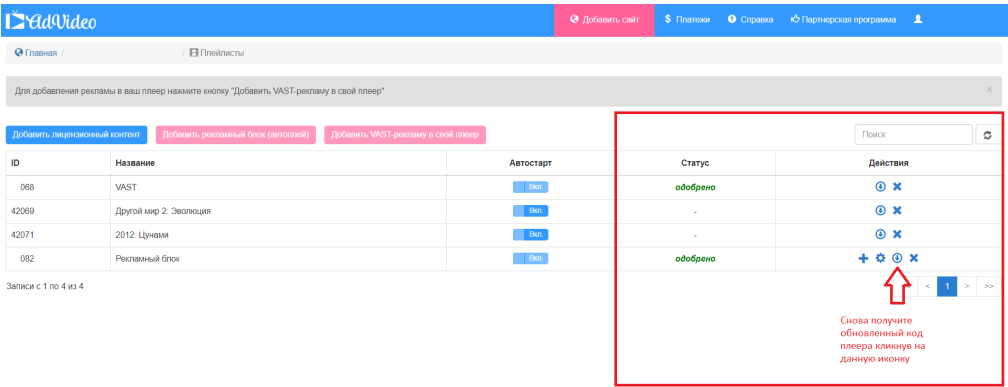 AdVideo
Добавить сайт
$ Платежи
Справка
Партнерская программа
Главная / / Плейлисты
Для добавления рекламы в ваш плеер нажмите кнопку "Добавить VAST-рекламу в свой плеер" ×
Добавить лицензионный контент
Добавить рекламный блок (автоплей)
Добавить VAST-рекламу в свой плеер
Поиск
ID Название Автостарт Статус Действия
068 VAST Вкл. одобрено
42069 Другой мир 2: Эволюция Вкл. -
42071 2012: Цунами Вкл. -
082 Рекламный блок Вкл. одобрено
Записи с 1 по 4 из 4
< 1 > >>
Снова получите
обновленный код
плеера кликнув на
данную иконку